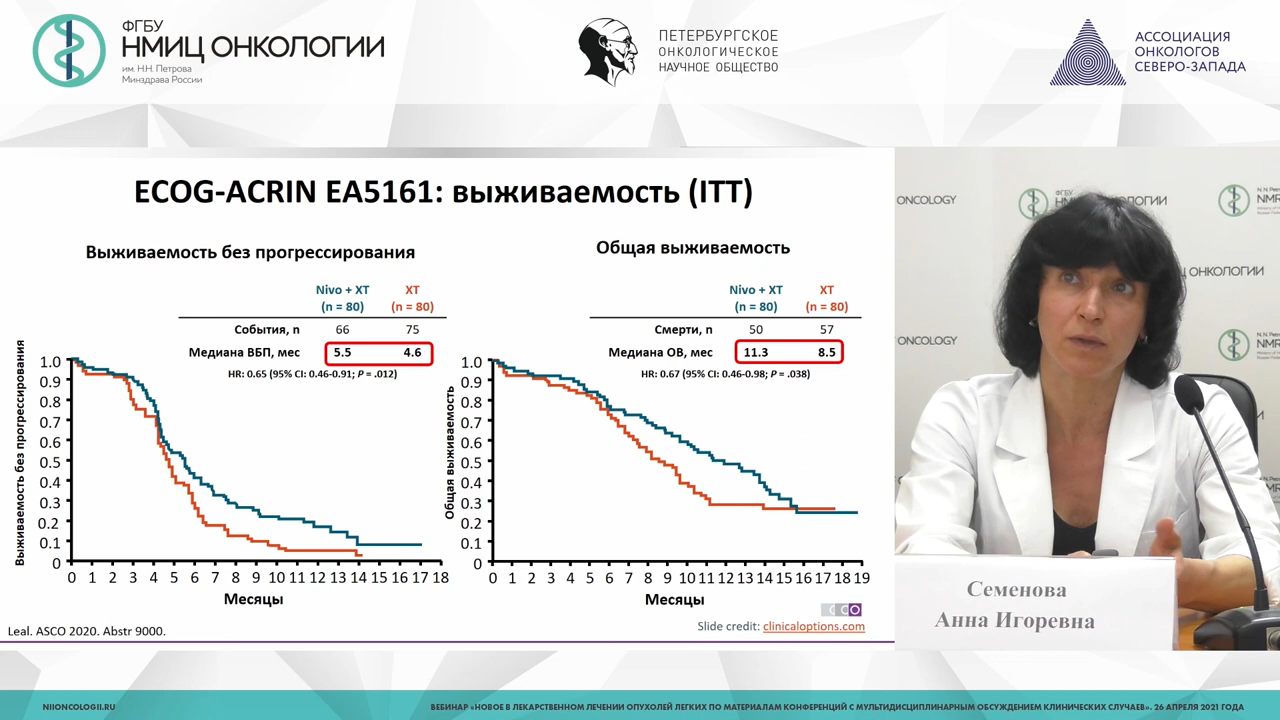 ФГБУ
НМИЦ ОНКОЛОГИИ
им. Н.Н. Петрова
Минздрава России
ПЕТЕРБУРГСКОЕ
ОНКОЛОГИЧЕСКОЕ
НАУЧНОЕ ОБЩЕСТВО
АССОЦИАЦИЯ
ОНКОЛОГОВ
СЕВЕРО-ЗАПАДА
ECOG-ACRIN EA5161: выживаемость (ITT)
Выживаемость без прогрессирования
Nivo + XT XT
(n = 80) (n = 80)
События, n 66 75
Медиана ВБП, мес 5.5 4.6
HR: 0.65 (95% CI: 0.46-0.91; P = .012)
Выживаемость без прогрессирования
1.0
0.9
0.8
0.7
0.6
0.5
0.4
0.3
0.2
0.1
0
0 1 2 3 4 5 6 7 8 9 10 11 12 13 14 15 16 17 18
Месяцы
Общая выживаемость
Nivo + XT XT
(n = 80) (n = 80)
Смерти, n 50 57
Медиана ОВ, мес 11.3 8.5
HR: 0.67 (95% CI: 0.46-0.98; P = .038)
Общая выживаемость
1.0
0.9
0.8
0.7
0.6
0.5
0.4
0.3
0.2
0.1
0
0 1 2 3 4 5 6 7 8 9 10 11 12 13 14 15 16 17 18 19
Месяцы
CCO
Slide credit: clinicaloptions.com
Leal. ASCO 2020. Abstr 9000.
ONCOLOGY
ФГБУ
NMR
Ц ОНКОЛОГИИ
ONCOLOGY
NMR
Семенова
Анна Игоревна
NIIONCOLOGII.RU
ВЕБИНАР «НОВОЕ В ЛЕКАРСТВЕННОМ ЛЕЧЕНИИ ОПУХОЛЕЙ ЛЕГКИХ ПО МАТЕРИАЛАМ КОНФЕРЕНЦИЙ С МУЛЬТИДИСЦИПЛИНАРНЫМ ОБСУЖДЕНИЕМ КЛИНИЧЕСКИХ СЛУЧАЕВ». 26 АПРЕЛЯ 2021 ГОДА